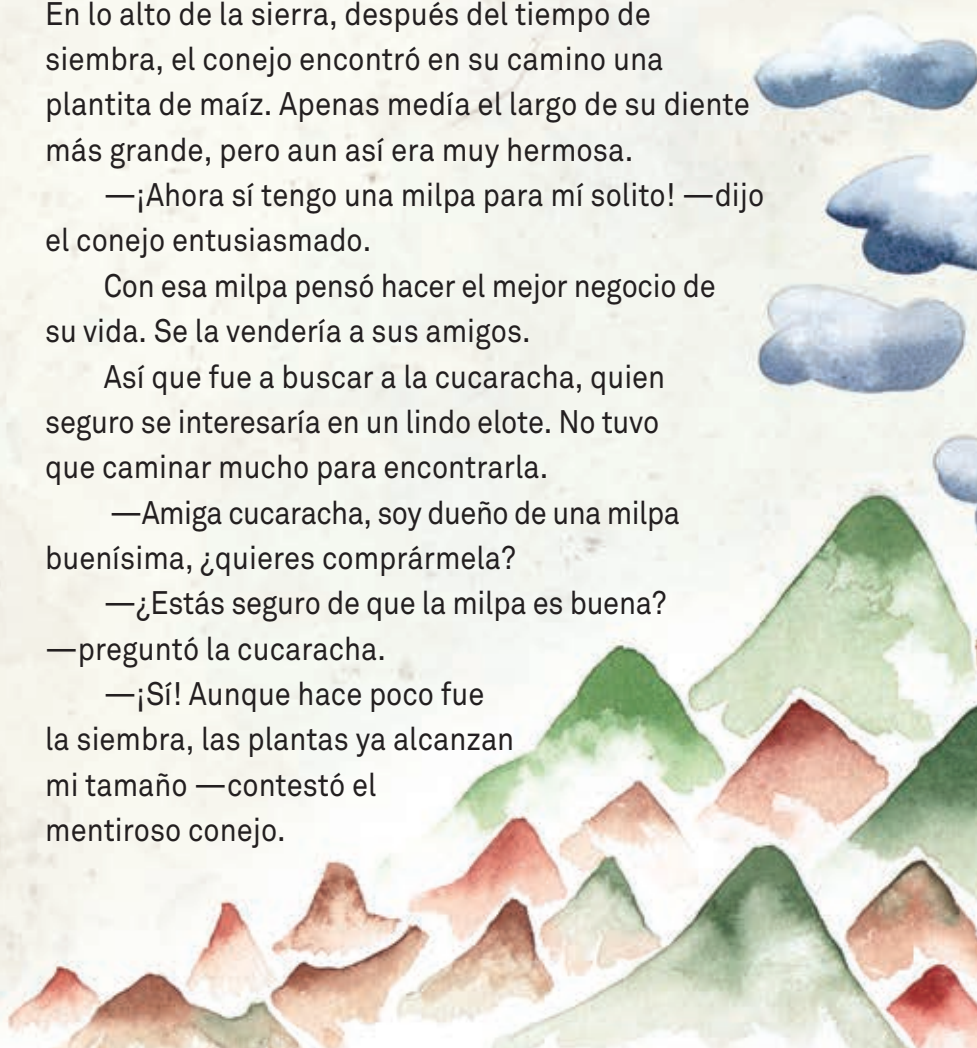 En lo alto de la sierra, después del tiempo de
siembra, el conejo encontró en su camino una
plantita de maíz. Apenas medía el largo de su diente
más grande, pero aun así era muy hermosa.
—¡Ahora sí tengo una milpa para mí solito! —dijo
el conejo entusiasmado.
Con esa milpa pensó hacer el mejor negocio de
su vida. Se la vendería a sus amigos.
Así que fue a buscar a la cucaracha, quien
seguro se interesaría en un lindo elote. No tuvo
que caminar mucho para encontrarla.
—Amiga cucaracha, soy dueño de una milpa
buenísima, ¿quieres comprármela?
—¿Estás seguro de que la milpa es buena?
—preguntó la cucaracha.
—¡Sí! Aunque hace poco fue
la siembra, las plantas ya alcanzan
mi tamaño —contestó el
mentiroso conejo.